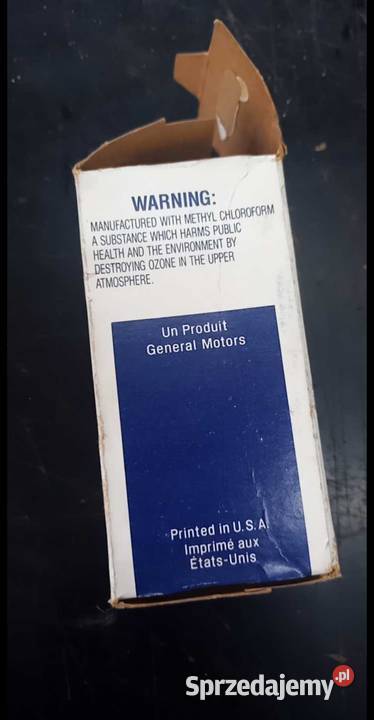 WARNING:
MANUFACTURED WITH METHYL CHLOROFORM
A SUBSTANCE WHICH HARMS PUBLIC
HEALTH AND THE ENVIRONMENT BY
DESTROYING OZONE IN THE UPPER
ATMOSPHERE.
Un Produit
General Motors
Printed in U.S.A.
Imprimé aux
États-Unis
Sprzedajemy.pl